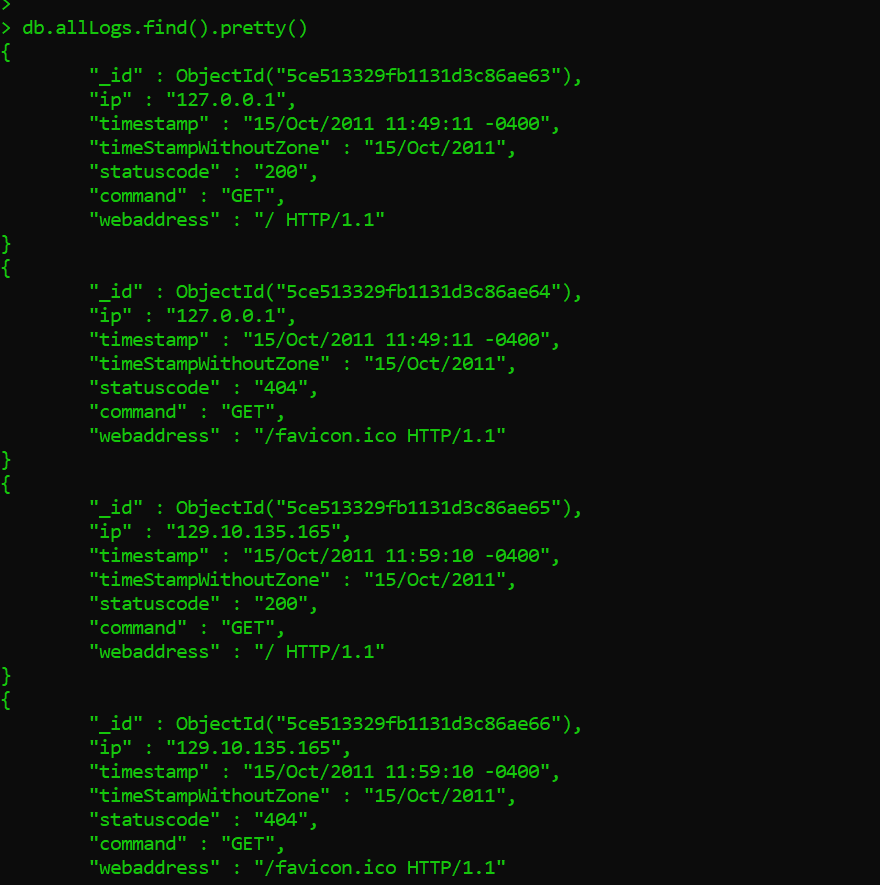 >
> db.allLogs.find().pretty()
{
"_id" : ObjectId("5ce513329fb1131d3c86ae63"),
"ip" : "127.0.0.1",
"timestamp" : "15/Oct/2011 11:49:11 -0400",
"timeStampWithoutZone" : "15/Oct/2011",
"statuscode" : "200",
"command" : "GET",
"webaddress" : "/ HTTP/1.1"
}
{
"_id" : ObjectId("5ce513329fb1131d3c86ae64"),
"ip" : "127.0.0.1",
"timestamp" : "15/Oct/2011 11:49:11 -0400",
"timeStampWithoutZone" : "15/Oct/2011",
"statuscode" : "404",
"command" : "GET",
"webaddress" : "/favicon.ico HTTP/1.1"
}
{
"_id" : ObjectId("5ce513329fb1131d3c86ae65"),
"ip" : "129.10.135.165",
"timestamp" : "15/Oct/2011 11:59:10 -0400",
"timeStampWithoutZone" : "15/Oct/2011",
"statuscode" : "200",
"command" : "GET",
"webaddress" : "/ HTTP/1.1"
}
{
"_id" : ObjectId("5ce513329fb1131d3c86ae66"),
"ip" : "129.10.135.165",
"timestamp" : "15/Oct/2011 11:59:10 -0400",
"timeStampWithoutZone" : "15/Oct/2011",
"statuscode" : "404",
"command" : "GET",
"webaddress" : "/favicon.ico HTTP/1.1"